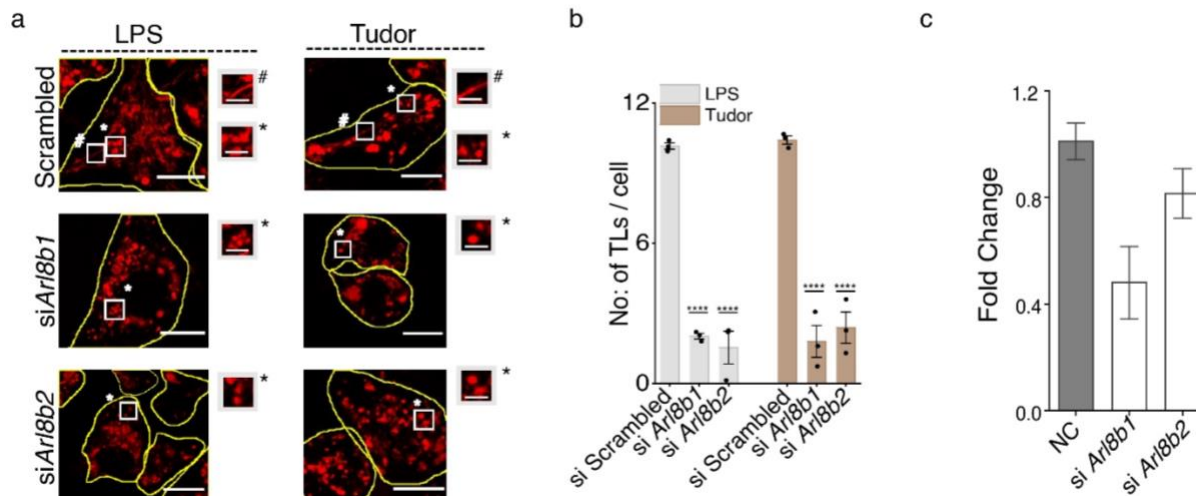 a
LPS
Tudor
Scrambled
#
*
#
*
#
*
#
*
siArl8b1
*
*
*
*
siArl8b2
*
*
*
*
b
LPS
Tudor
No: of TLs / cell
12
6
0
****
****
****
****
si Scrambled
si Arl8b1
si Arl8b2
si Scrambled
si Arl8b1
si Arl8b2
c
Fold Change
1.2
0.8
0.4
0.0
NC
si Arl8b1
si Arl8b2